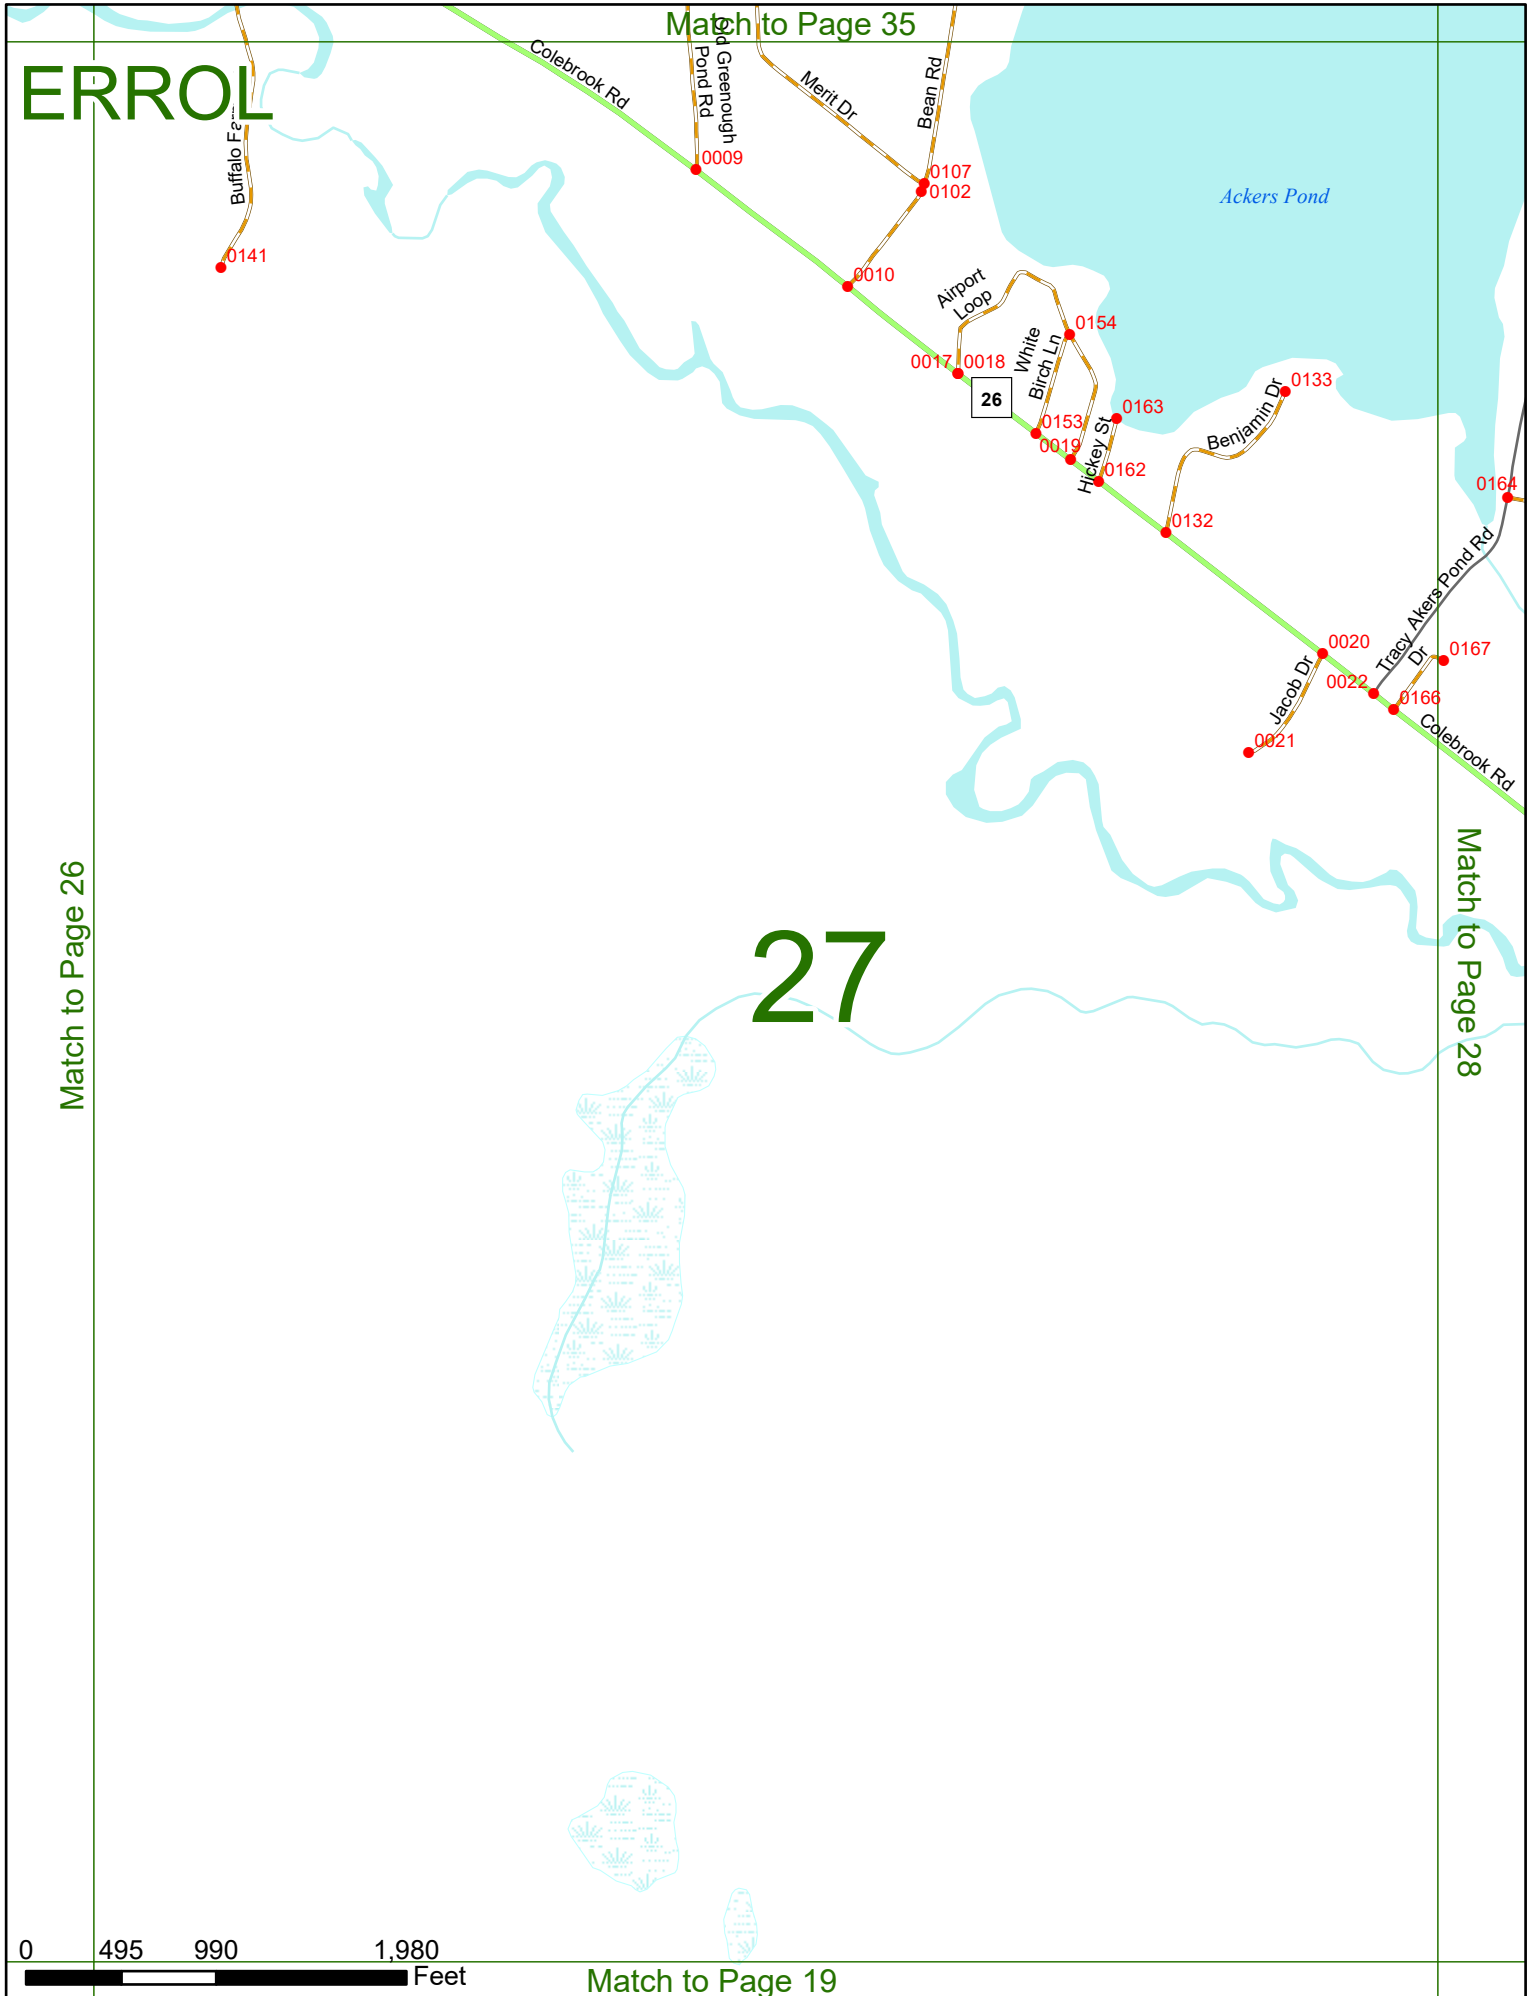 Match to Page 35
ERROL
Colebrook Rd
Old Greenough
Pond Rd
Merit Dr
Bean Rd
Buffalo
0009
0107
0102
Ackers Pond
0141
0010
Airport
Loop
White
Birch Ln
0154
0017
0018
26
0133
0163
0153
0019
Hickey St
Benjamin Dr
0162
0164
0132
Tracy Akers Pond Rd
0020
Dr
0167
Jacob Dr
0022
0166
0021
Colebrook Rd
Match to Page 26
27
Match to Page 28
0 495 990 1,980
Feet
Match to Page 19